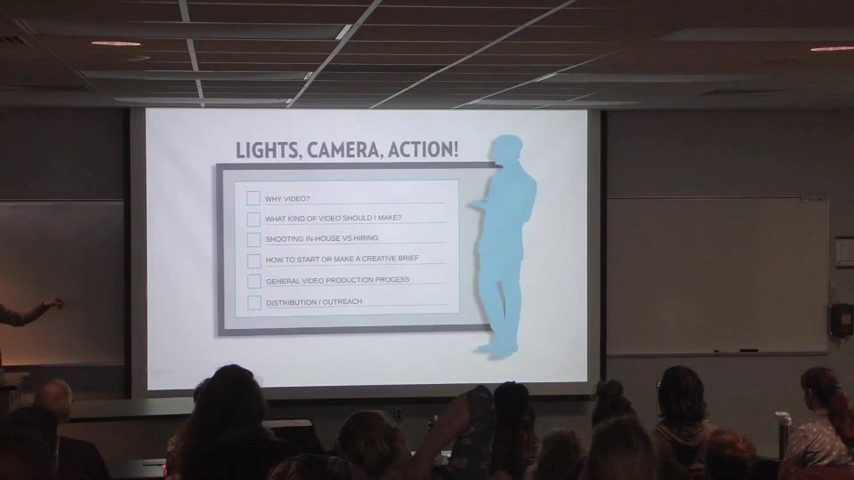 LIGHTS, CAMERA, ACTION!
WHY VIDEO?
WHAT KIND OF VIDEO SHOULD I MAKE?
SHOOTING IN-HOUSE VS HIRING
HOW TO START OR MAKE A CREATIVE BRIEF
GENERAL VIDEO PRODUCTION PROCESS
DISTRIBUTION / OUTREACH